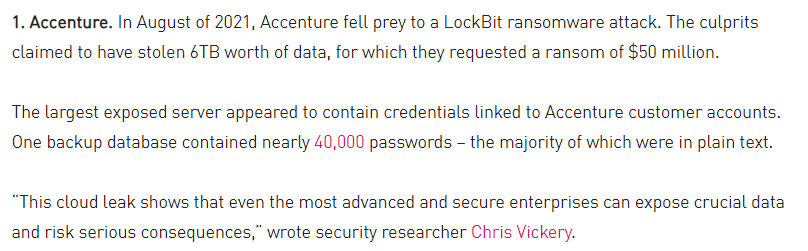 1. Accenture. In August of 2021, Accenture fell prey to a LockBit ransomware attack. The culprits
claimed to have stolen 6TB worth of data, for which they requested a ransom of $50 million.
The largest exposed server appeared to contain credentials linked to Accenture customer accounts.
One backup database contained nearly 40,000 passwords – the majority of which were in plain text.
“This cloud leak shows that even the most advanced and secure enterprises can expose crucial data
and risk serious consequences,” wrote security researcher Chris Vickery.